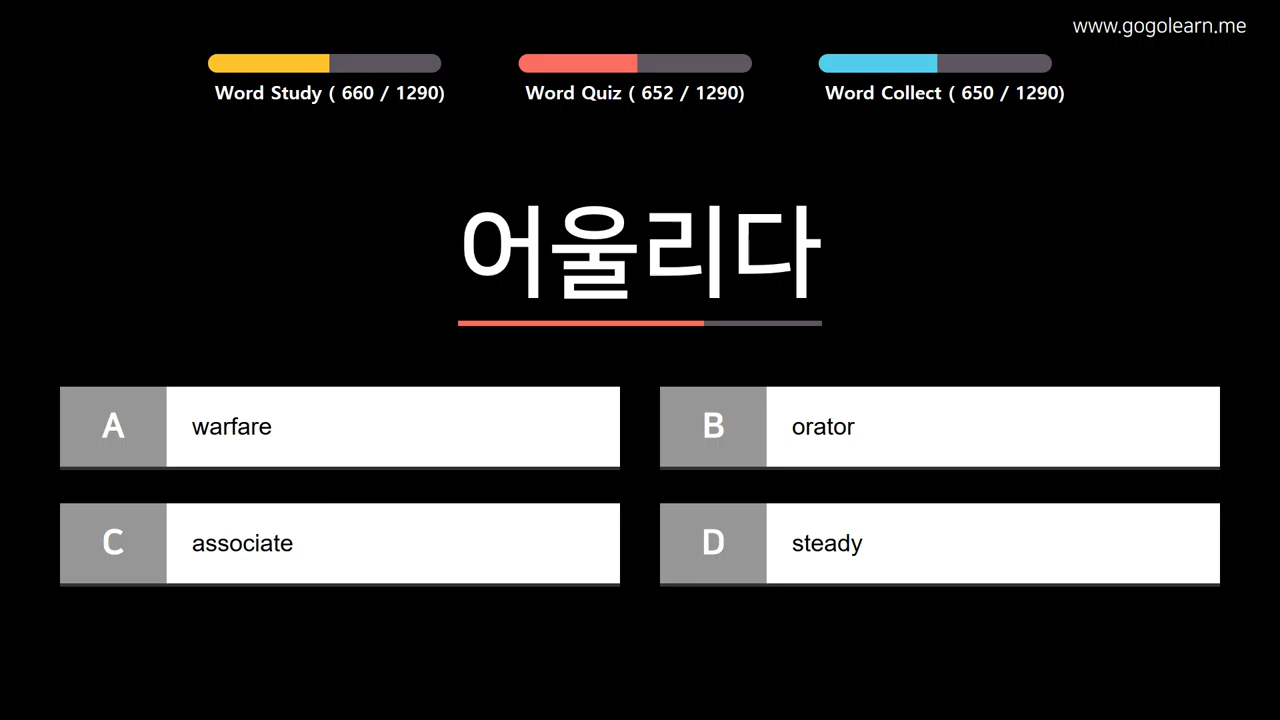 www.gogolearn.me
Word Study ( 660 / 1290)
Word Quiz ( 652 / 1290)
Word Collect ( 650 / 1290)
어울리다
A warfare
B orator
C associate
D steady